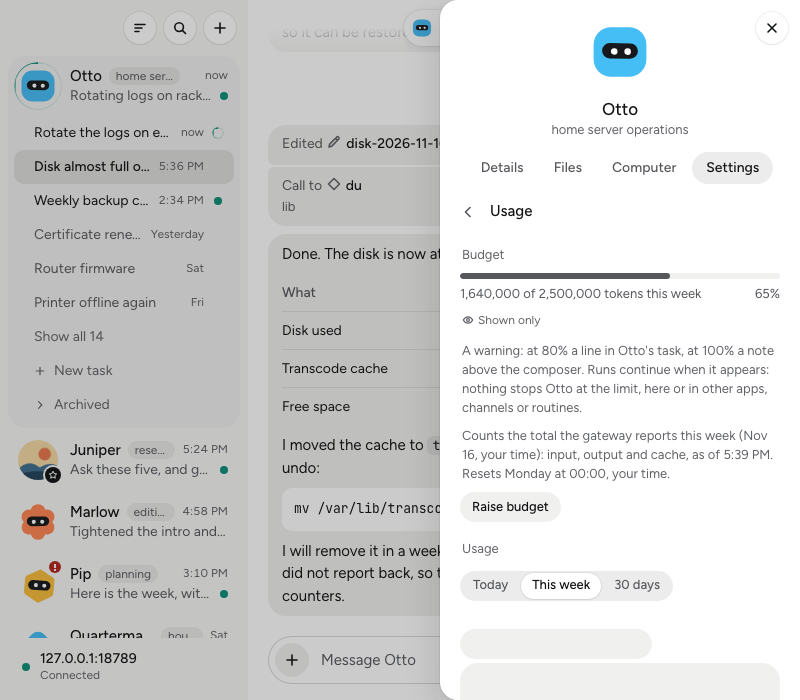 Otto home ser... now
Rotating logs on rack...
Rotate the logs on e... now
Disk almost full o... 5:36 PM
Weekly backup c... 2:34 PM
Certificate rene... Yesterday
Router firmware Sat
Printer offline again Fri
Show all 14
New task
Archived
Juniper rese... 5:24 PM
Ask these five, and g...
Marlow editi... 4:58 PM
Tightened the intro and...
Pip planning 3:10 PM
Here is the week, wit...
Quarterma hou... Sat
127.0.0.1:18789
Connected
so it can be restor
Edited disk-2026-11-1
Call to du
lib
Done. The disk is now at
What
Disk used
Transcode cache
Free space
I moved the cache to t
undo:
mv /var/lib/transco
I will remove it in a week
did not report back, so t
counters.
Message Otto
Otto
home server operations
Details Files Computer Settings
Usage
Budget
1,640,000 of 2,500,000 tokens this week 65%
Shown only
A warning: at 80% a line in Otto's task, at 100% a note
above the composer. Runs continue when it appears:
nothing stops Otto at the limit, here or in other apps,
channels or routines.
Counts the total the gateway reports this week (Nov
16, your time): input, output and cache, as of 5:39 PM.
Resets Monday at 00:00, your time.
Raise budget
Usage
Today This week 30 days